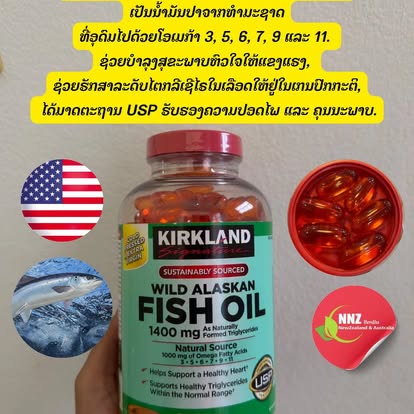 ເປັນນ້ຳມັນປາຈາກທຳມະຊາດ
ທີ່ອຸດົມໄປດ້ວຍໂອເມກ້າ 3, 5, 6, 7, 9 ແລະ 11.
ຊ່ວຍບຳລຸງສຸຂະພາບຫົວໃຈໃຫ້ແຂງແຮງ,
ຊ່ວຍຮັກສາລະດັບໄຕກລີເຊີໄຣໃນເລືອດໃຫ້ຢູ່ໃນເກນປົກກະຕິ,
ໄດ້ມາດຕະຖານ USP ຮັບຮອງຄວາມປອດໄພ ແລະ ຄຸນນະພາບ.
KIRKLAND
Signature
SUSTAINABLY SOURCED
WILD ALASKAN
FISH OIL
1400 mg As Naturally Formed Triglycerides
Natural Source
1000 mg of Omega Fatty Acids
3 • 5 • 6 • 7 • 9 • 11
Helps Support a Healthy Heart
Supports Healthy Triglycerides
Within the Normal Range
USP
NNZ
NewZealand & Australia